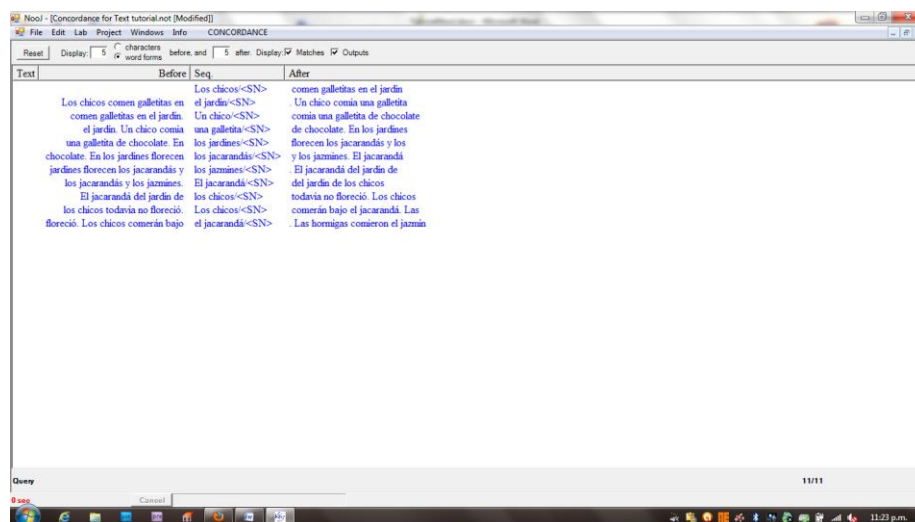 NooJ - [Concordance for Text tutorial.not [Modified]]
File Edit Lab Project Windows Info CONCORDANCE
Reset Display: 5 characters word forms before, and 5 after. Display: Matches Outputs
Text Before Seq. After
Los chicos/<SN> comen galletitas en el jardín
Los chicos comen galletitas en el jardín/<SN> . Un chico comia una galletita
comen galletitas en el jardín. Un chico/<SN> comia una galletita de chocolate
el jardín. Un chico comia una galletita/<SN> de chocolate. En los jardines
una galletita de chocolate. En los jardines/<SN> florecen los jacarandás y los
chocolate. En los jardines florecen los jacarandás/<SN> y los jazmines. El jacarandá
jardines florecen los jacarandás y los jazmines/<SN> . El jacarandá del jardín de
los jacarandás y los jazmines. El jacarandá/<SN> del jardín de los chicos
El jacarandá del jardín de los chicos/<SN> todavia no floreció. Los chicos
los chicos todavia no floreció. Los chicos/<SN> comerán bajo el jacarandá. Las
floreció. Los chicos comerán bajo el jacarandá/<SN> . Las hormigas comieron el jazmín
Query 11/11
0 sec Cancel
11:23 p.m.